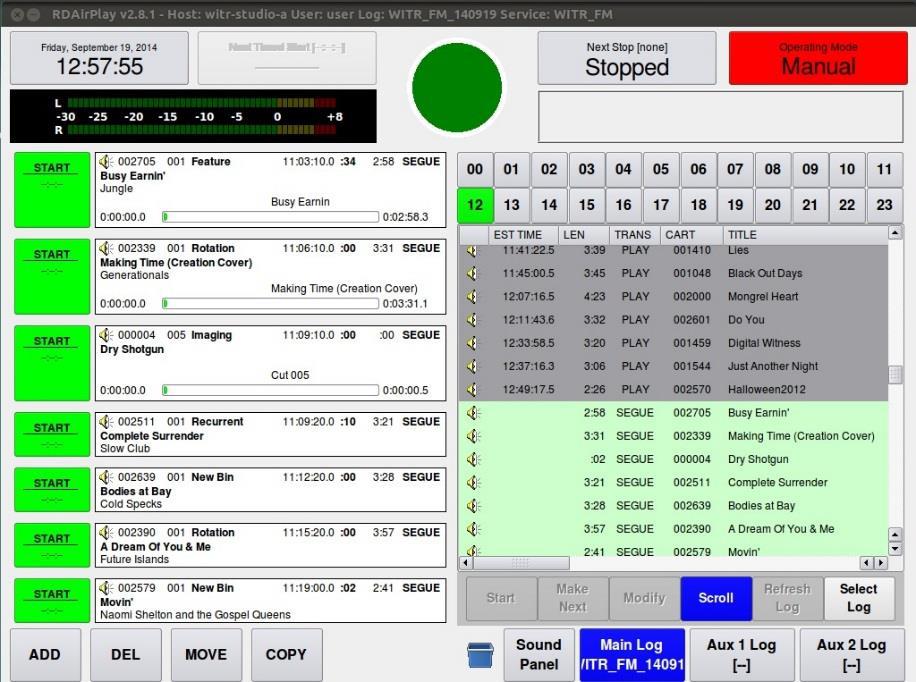 RDAirPlay v2.8.1 - Host: witr-studio-a User: user Log: WITR_FM_140919 Service: WITR_FM
Friday, September 19, 2014
12:57:55
Next Timed Start [--:--:--]
Next Stop [none]
Stopped
Operating Mode
Manual
L
-30 -25 -20 -15 -10 -5 0 +8
R
START
002705 001 Feature 11:03:10.0 :34 2:58 SEGUE
Busy Earnin'
Jungle
Busy Earnin
0:00:00.0 0:02:58.3
START
002339 001 Rotation 11:06:10.0 :00 3:31 SEGUE
Making Time (Creation Cover)
Generationals
Making Time (Creation Cover)
0:00:00.0 0:03:31.1
START
000004 005 Imaging 11:09:10.0 :00 :00 SEGUE
Dry Shotgun
Cut 005
0:00:00.0 0:00:00.5
START
002511 001 Recurrent 11:09:20.0 :10 3:21 SEGUE
Complete Surrender
Slow Club
START
002639 001 New Bin 11:12:20.0 :00 3:28 SEGUE
Bodies at Bay
Cold Specks
START
002390 001 Rotation 11:15:20.0 :00 3:57 SEGUE
A Dream Of You & Me
Future Islands
START
002579 001 New Bin 11:19:00.0 :02 2:41 SEGUE
Movin'
Naomi Shelton and the Gospel Queens
ADD DEL MOVE COPY
00 01 02 03 04 05 06 07 08 09 10 11
12 13 14 15 16 17 18 19 20 21 22 23
EST TIME LEN TRANS CART TITLE
11:41:22.5 3:39 PLAY 001410 Lies
11:45:00.5 3:45 PLAY 001048 Black Out Days
12:07:16.5 4:23 PLAY 002000 Mongrel Heart
12:11:43.6 3:32 PLAY 002601 Do You
12:33:58.5 3:20 PLAY 001459 Digital Witness
12:37:16.3 3:06 PLAY 001544 Just Another Night
12:49:17.5 2:26 PLAY 002570 Halloween2012
2:58 SEGUE 002705 Busy Earnin'
3:31 SEGUE 002339 Making Time (Creation Cover)
:02 SEGUE 000004 Dry Shotgun
3:21 SEGUE 002511 Complete Surrender
3:28 SEGUE 002639 Bodies at Bay
3:57 SEGUE 002390 A Dream Of You & Me
2:41 SEGUE 002579 Movin'
Start
Make
Next
Modify
Scroll
Refresh
Log
Select
Log
Sound
Panel
Main Log
/ITR_FM_14091
Aux 1 Log
[--]
Aux 2 Log
[--]